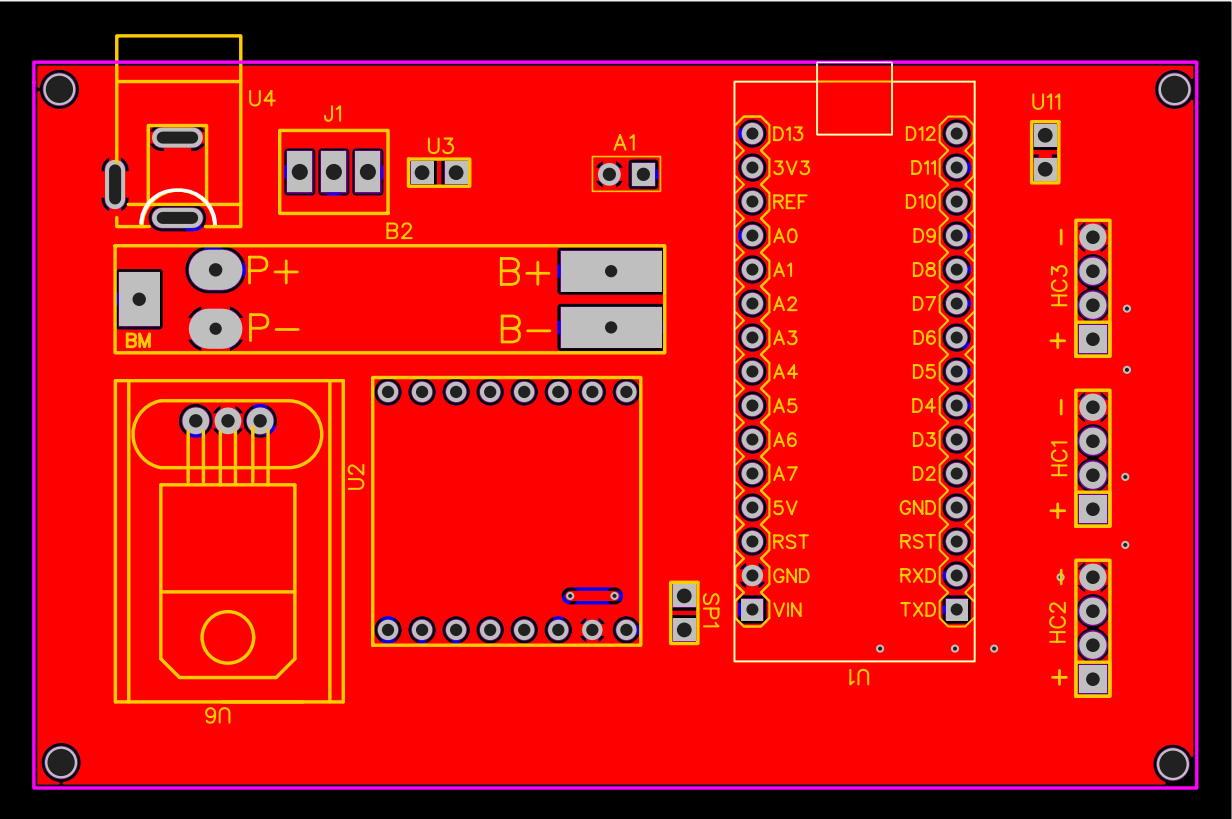 U4
J1
U3
A1
U11
B2
P+
B+
P-
B-
BM
U2
U6
SP1
D13
3V3
REF
A0
A1
A2
A3
A4
A5
A6
A7
5V
RST
GND
VIN
D12
D11
D10
D9
D8
D7
D6
D5
D4
D3
D2
GND
RST
RXD
TXD
U1
-
HC3
+
-
HC1
+
-
HC2
+